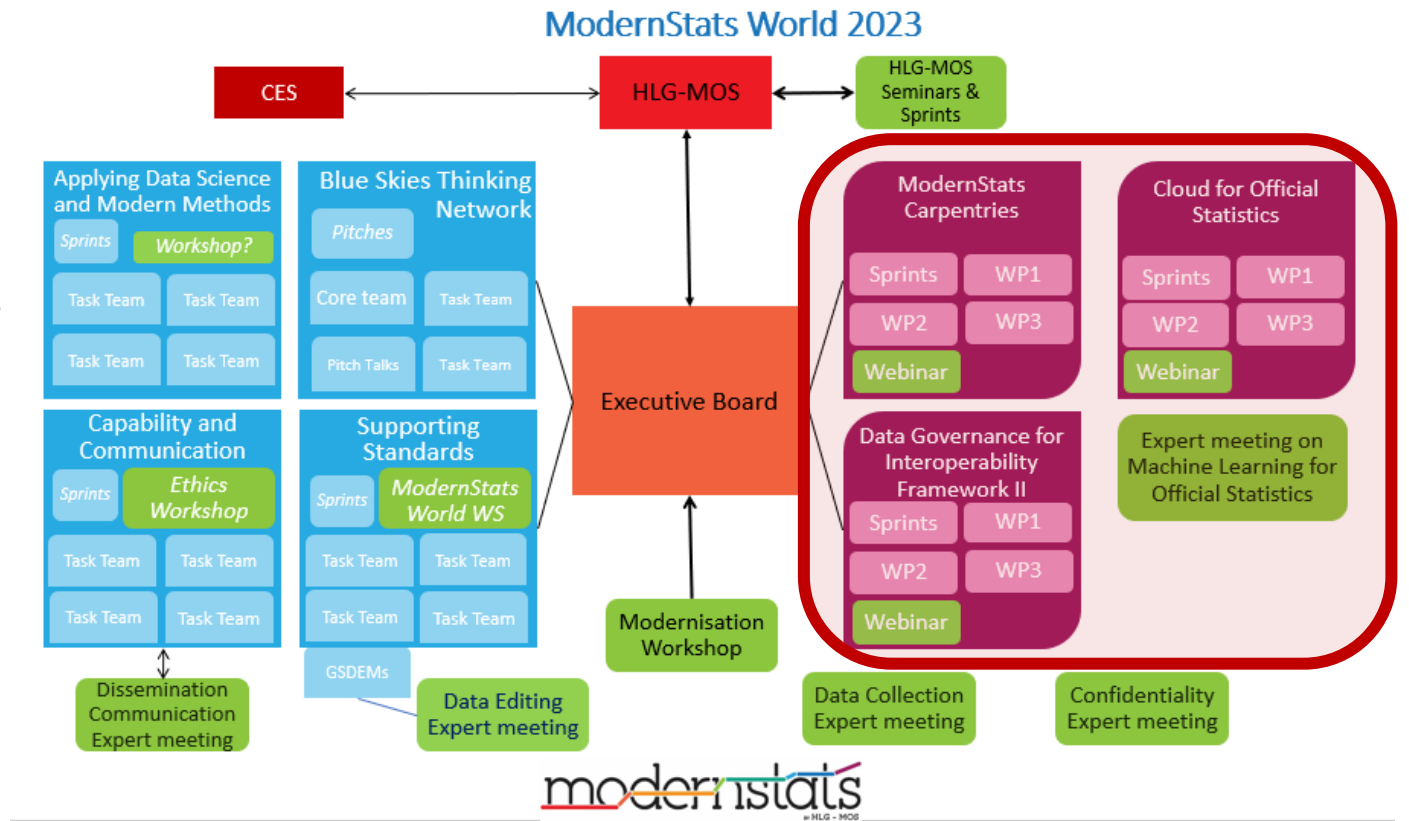 ModernStats World 2023
CES
HLG-MOS
HLG-MOS
Seminars &
Sprints
Applying Data Science
and Modern Methods
Sprints
Workshop?
Task Team
Task Team
Task Team
Task Team
Blue Skies Thinking
Network
Pitches
Core team
Task Team
Pitch Talks
Task Team
Capability and
Communication
Sprints
Ethics
Workshop
Task Team
Task Team
Task Team
Task Team
Supporting
Standards
Sprints
ModernStats
World WS
Task Team
Task Team
Task Team
Task Team
GSDEMs
Dissemination
Communication
Expert meeting
Data Editing
Expert meeting
Executive Board
Modernisation
Workshop
ModernStats
Carpentries
Sprints
WP1
WP2
WP3
Webinar
Cloud for Official
Statistics
Sprints
WP1
WP2
WP3
Webinar
Data Governance for
Interoperability
Framework II
Sprints
WP1
WP2
WP3
Webinar
Expert meeting on
Machine Learning for
Official Statistics
Data Collection
Expert meeting
Confidentiality
Expert meeting
modernstats
BY HLG - MOS